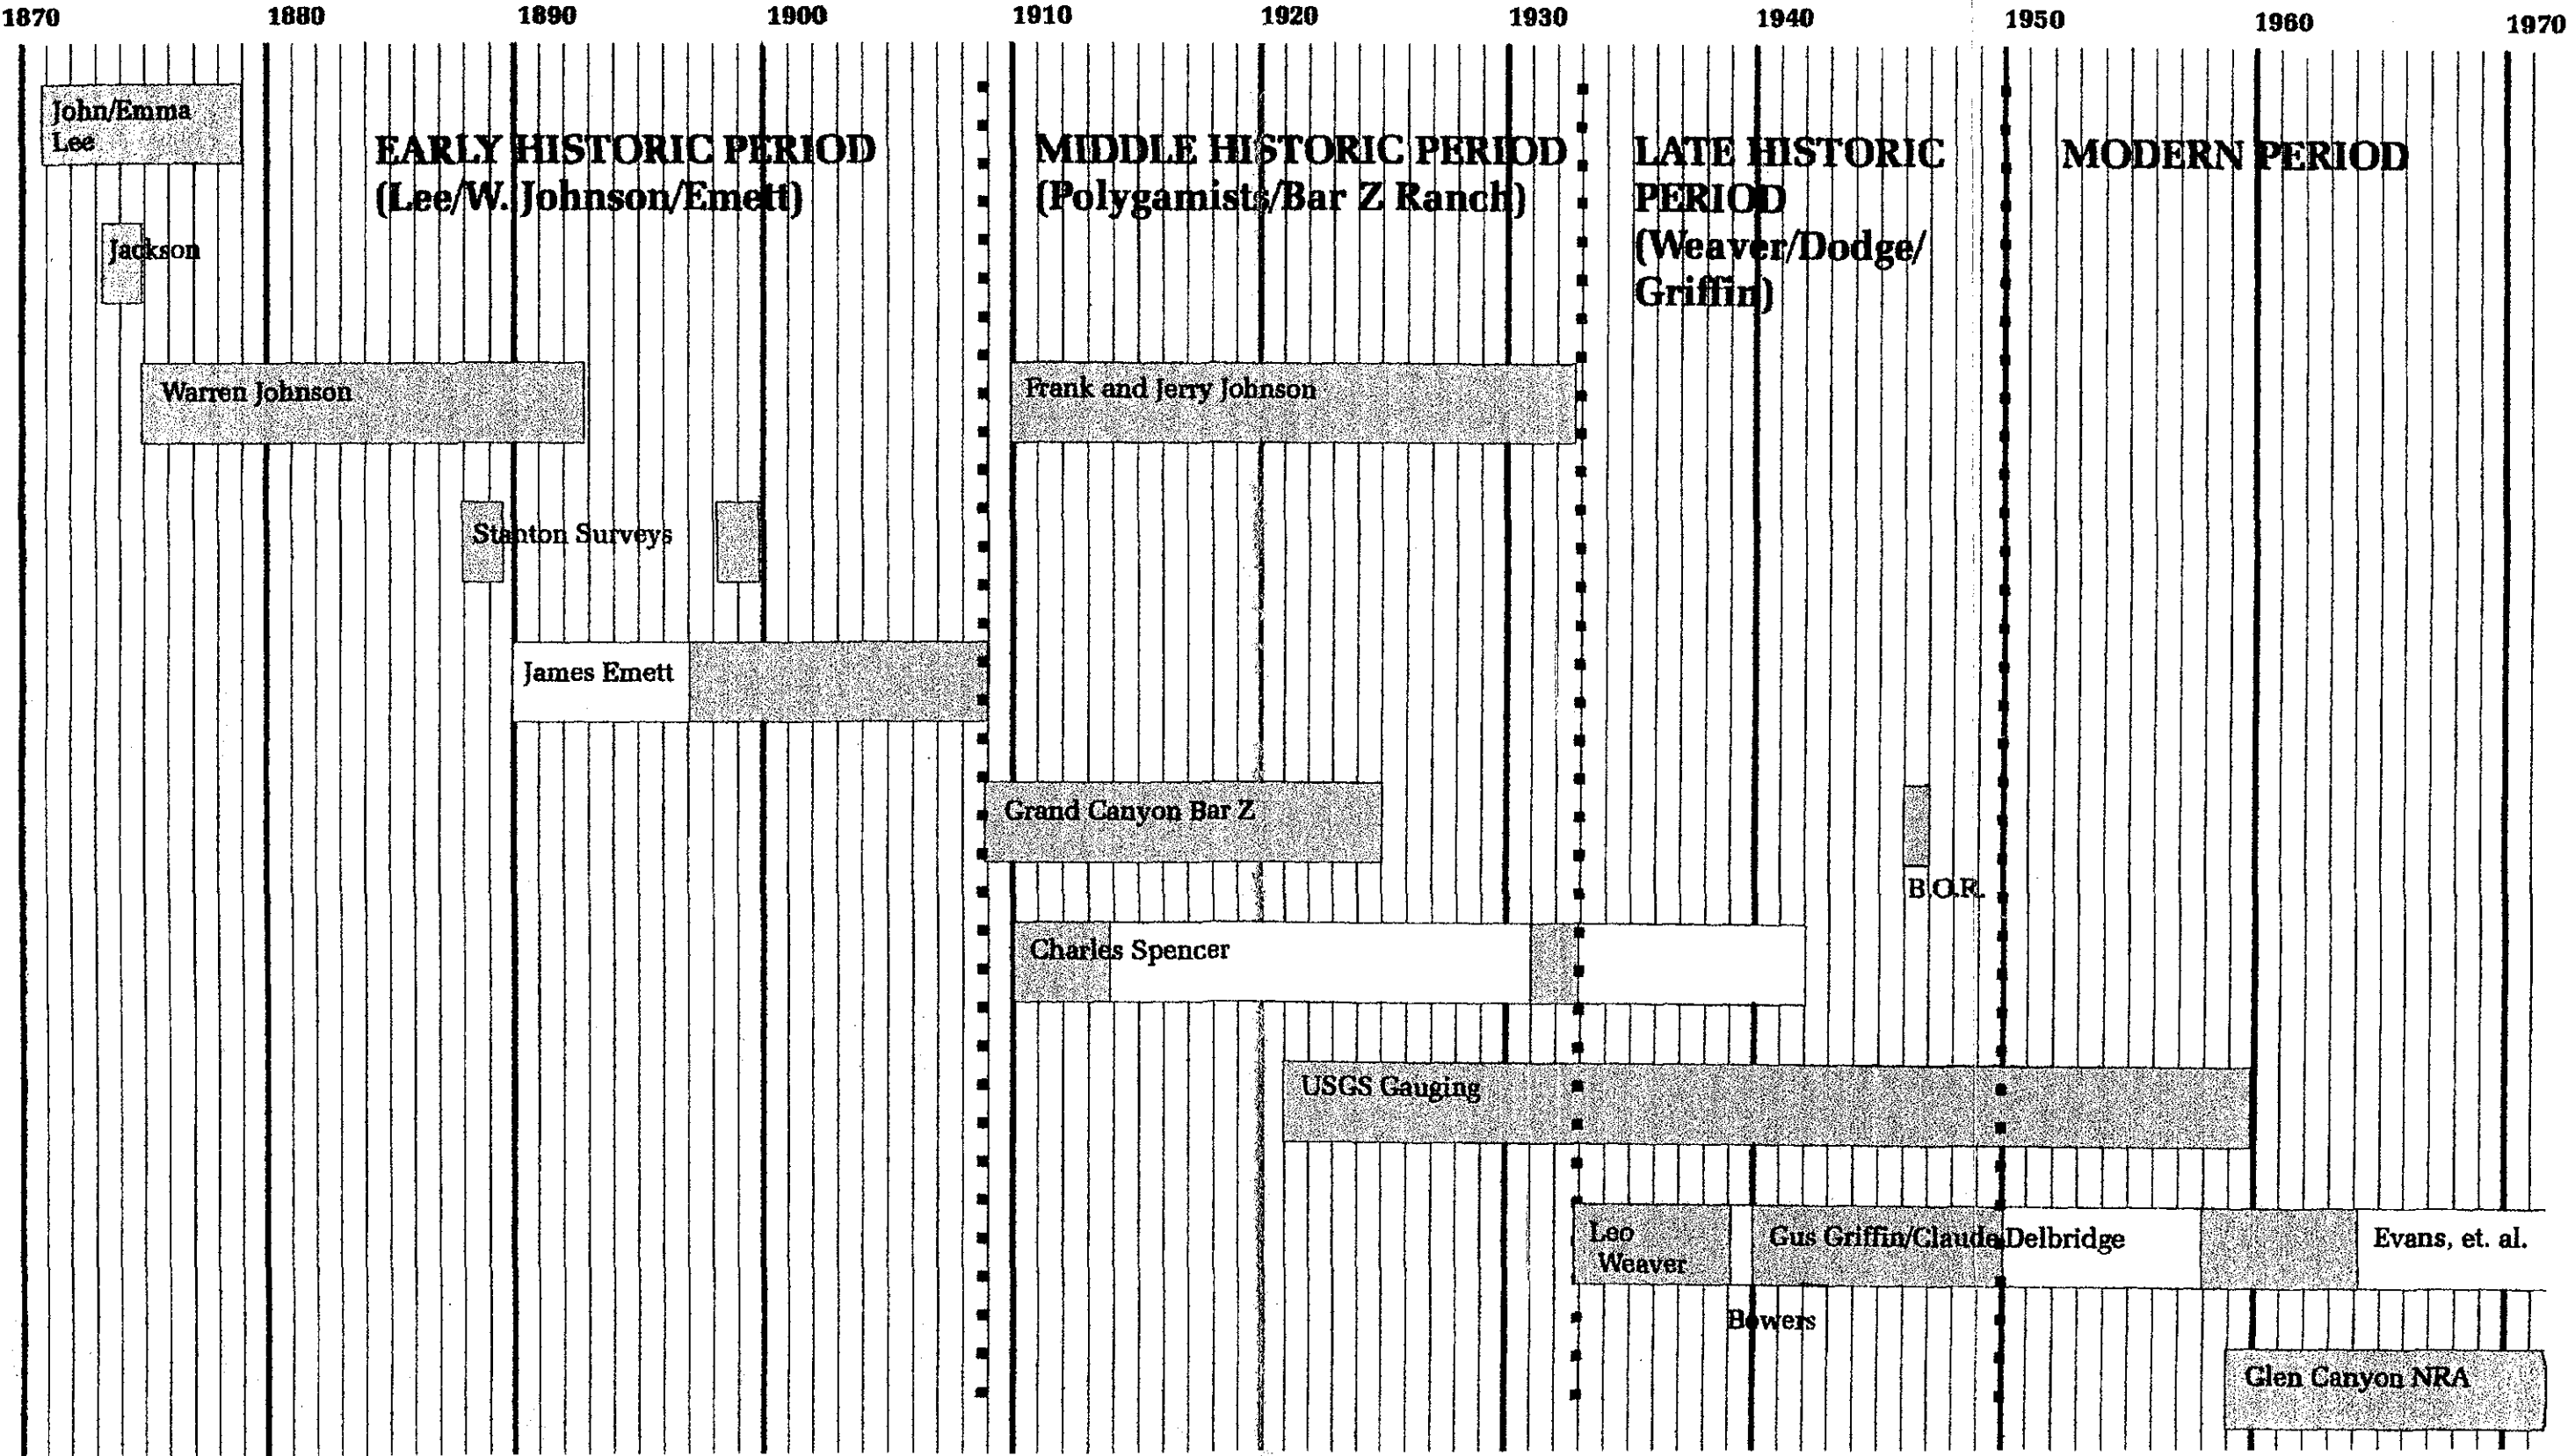 1870 1880 1890 1900 1910 1920 1930 1940 1950 1960 1970
John/Emma
Lee
EARLY HISTORIC PERIOD
(Lee/W. Johnson/Emett)
MIDDLE HISTORIC PERIOD
(Polygamists/Bar Z Ranch)
LATE HISTORIC
PERIOD
(Weaver/Dodge/
Griffin)
MODERN PERIOD
Jackson
Warren Johnson
Frank and Jerry Johnson
Stanton Surveys
James Emett
Grand Canyon Bar Z
B.O.R.
Charles Spencer
USGS Gauging
Leo
Weaver
Gus Griffin/Claude Delbridge
Evans, et. al.
Bowers
Glen Canyon NRA